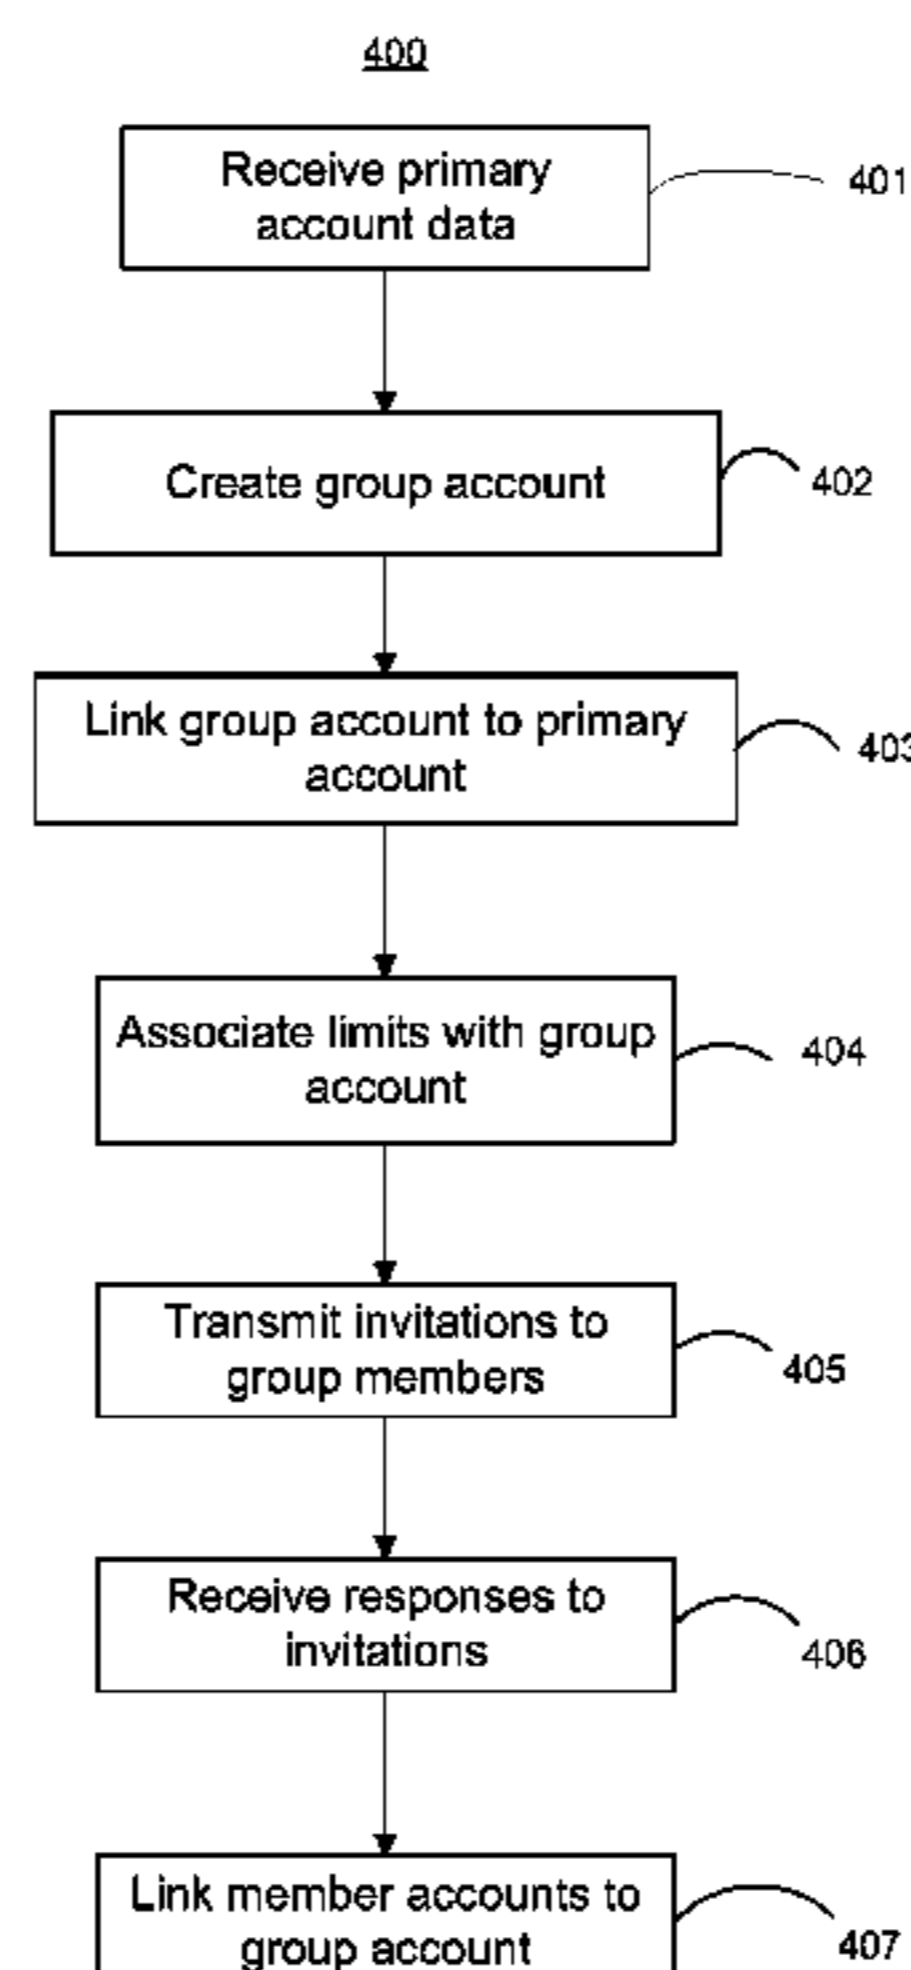 400
Receive primary
account data
401
Create group account
402
Link group account to primary
account
403
Associate limits with group
account
404
Transmit invitations to
group members
405
Receive responses to
invitations
406
Link member accounts to
group account
407